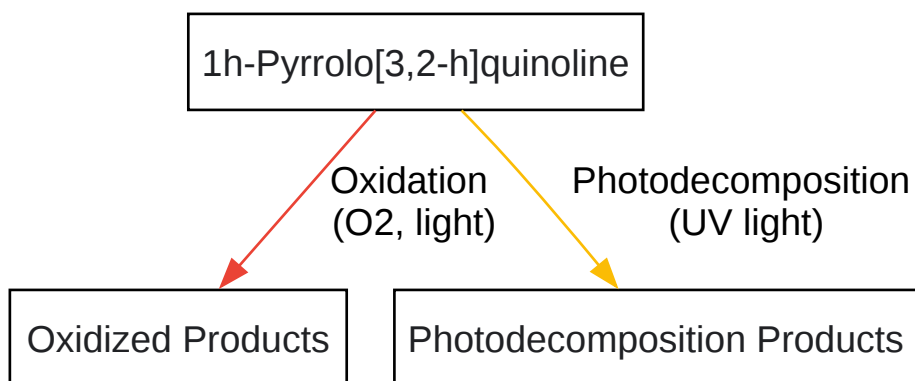 1h-Pyrrolo[3,2-h]quinoline
Oxidation
(O2, light)
Photodecomposition
(UV light)
Oxidized Products
Photodecomposition Products